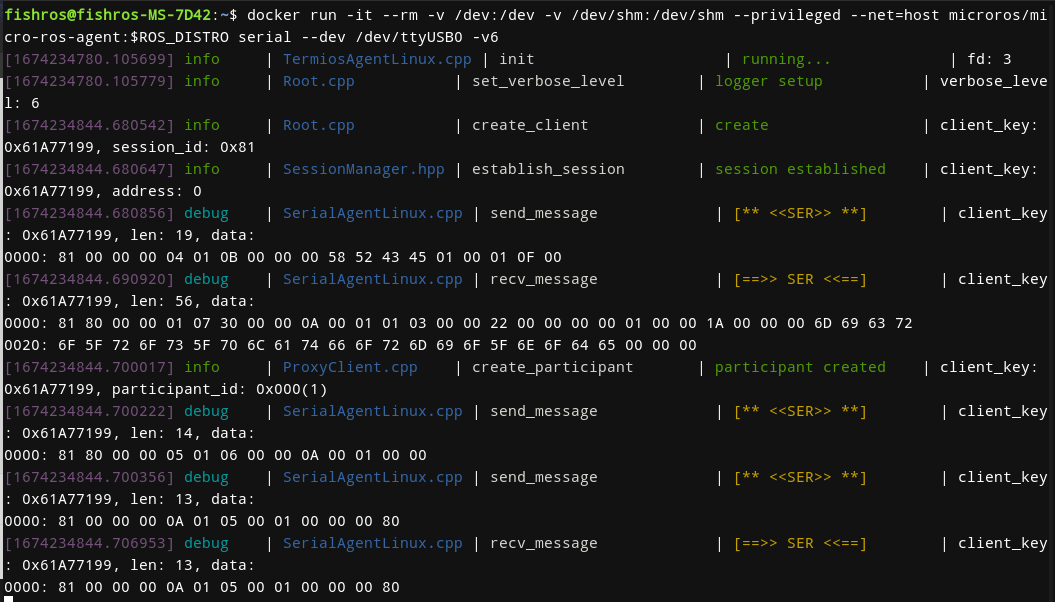 fishros@fishros-MS-7D42:~$ docker run -it --rm -v /dev:/dev -v /dev/shm:/dev/shm --privileged --net=host microros/mi
cro-ros-agent:$ROS_DISTRO serial --dev /dev/ttyUSB0 -v6
[1674234780.105699] info     | TermiosAgentLinux.cpp | init                     | running...             | fd: 3
[1674234780.105779] info     | Root.cpp           | set_verbose_level        | logger setup           | verbose_leve
l: 6
[1674234844.680542] info     | Root.cpp           | create_client            | create                 | client_key:
0x61A77199, session_id: 0x81
[1674234844.680647] info     | SessionManager.hpp | establish_session        | session established    | client_key:
0x61A77199, address: 0
[1674234844.680856] debug    | SerialAgentLinux.cpp | send_message             | [** <<SER>> **]        | client_key
: 0x61A77199, len: 19, data:
0000: 81 00 00 00 04 01 0B 00 00 00 58 52 43 45 01 00 01 0F 00
[1674234844.690920] debug    | SerialAgentLinux.cpp | recv_message             | [==>> SER <<==]        | client_key
: 0x61A77199, len: 56, data:
0000: 81 80 00 00 01 07 30 00 00 0A 00 01 01 03 00 00 22 00 00 00 00 01 00 00 1A 00 00 00 6D 69 63 72
0020: 6F 5F 72 6F 73 5F 70 6C 61 74 66 6F 72 6D 69 6F 5F 6E 6F 64 65 00 00 00
[1674234844.700017] info     | ProxyClient.cpp    | create_participant       | participant created    | client_key:
0x61A77199, participant_id: 0x000(1)
[1674234844.700222] debug    | SerialAgentLinux.cpp | send_message             | [** <<SER>> **]        | client_key
: 0x61A77199, len: 14, data:
0000: 81 80 00 00 05 01 06 00 00 0A 00 01 00 00
[1674234844.700356] debug    | SerialAgentLinux.cpp | send_message             | [** <<SER>> **]        | client_key
: 0x61A77199, len: 13, data:
0000: 81 00 00 00 0A 01 05 00 01 00 00 00 80
[1674234844.706953] debug    | SerialAgentLinux.cpp | recv_message             | [==>> SER <<==]        | client_key
: 0x61A77199, len: 13, data:
0000: 81 00 00 00 0A 01 05 00 01 00 00 00 80